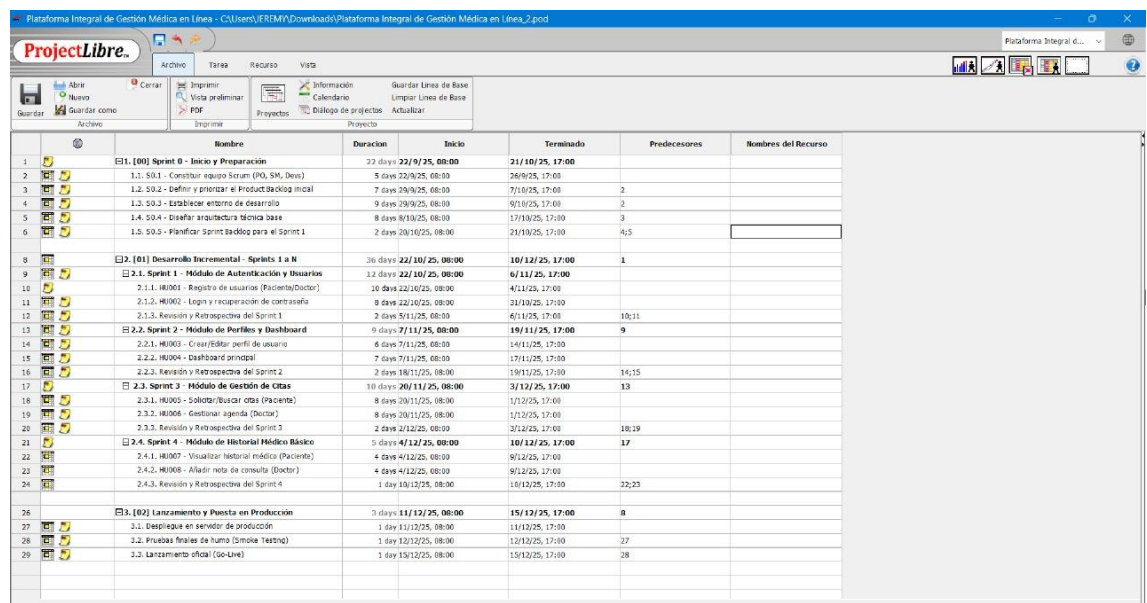 Plataforma Integral de Gestión Médica en Línea - C:\Users\JEREMY\Downloads\Plataforma Integral de Gestión Médica en Línea_2.pod
ProjectLibre
Plataforma Integral d...
Archivo Tarea Recurso Vista
Abrir Cerrar Imprimir Información Guardar Linea de Base
Nuevo Vista preliminar Calendario Limpiar Linea de Base
Guardar Guardar como PDF Proyectos Diálogo de projectos Actualizar
Archivo Imprimir Proyecto
Nombre Duracion Inicio Terminado Predecesores Nombres del Recurso
1 1. [00] Sprint 0 - Inicio y Preparación 22 days 22/9/25, 08:00 21/10/25, 17:00
2 1.1. S0.1 - Constituir equipo Scrum (PO, SM, Devs) 5 days 22/9/25, 08:00 26/9/25, 17:00
3 1.2. S0.2 - Definir y priorizar el Product Backlog inicial 7 days 29/9/25, 08:00 7/10/25, 17:00 2
4 1.3. S0.3 - Establecer entorno de desarrollo 9 days 29/9/25, 08:00 9/10/25, 17:00 2
5 1.4. S0.4 - Diseñar arquitectura técnica base 8 days 8/10/25, 08:00 17/10/25, 17:00 3
6 1.5. S0.5 - Planificar Sprint Backlog para el Sprint 1 2 days 20/10/25, 08:00 21/10/25, 17:00 4;5
8 2. [01] Desarrollo Incremental - Sprints 1 a N 36 days 22/10/25, 08:00 10/12/25, 17:00 1
9 2.1. Sprint 1 - Módulo de Autenticación y Usuarios 12 days 22/10/25, 08:00 6/11/25, 17:00
10 2.1.1. HU001 - Registro de usuarios (Paciente/Doctor) 10 days 22/10/25, 08:00 4/11/25, 17:00
11 2.1.2. HU002 - Login y recuperación de contraseña 8 days 22/10/25, 08:00 31/10/25, 17:00
12 2.1.3. Revisión y Retrospectiva del Sprint 1 2 days 5/11/25, 08:00 6/11/25, 17:00 10;11
13 2.2. Sprint 2 - Módulo de Perfiles y Dashboard 9 days 7/11/25, 08:00 19/11/25, 17:00 9
14 2.2.1. HU003 - Crear/Editar perfil de usuario 6 days 7/11/25, 08:00 14/11/25, 17:00
15 2.2.2. HU004 - Dashboard principal 7 days 7/11/25, 08:00 17/11/25, 17:00
16 2.2.3. Revisión y Retrospectiva del Sprint 2 2 days 18/11/25, 08:00 19/11/25, 17:00 14;15
17 2.3. Sprint 3 - Módulo de Gestión de Citas 10 days 20/11/25, 08:00 3/12/25, 17:00 13
18 2.3.1. HU005 - Solicitar/Buscar citas (Paciente) 8 days 20/11/25, 08:00 1/12/25, 17:00
19 2.3.2. HU006 - Gestionar agenda (Doctor) 8 days 20/11/25, 08:00 1/12/25, 17:00
20 2.3.3. Revisión y Retrospectiva del Sprint 3 2 days 2/12/25, 08:00 3/12/25, 17:00 18;19
21 2.4. Sprint 4 - Módulo de Historial Médico Básico 5 days 4/12/25, 08:00 10/12/25, 17:00 17
22 2.4.1. HU007 - Visualizar historial médico (Paciente) 4 days 4/12/25, 08:00 9/12/25, 17:00
23 2.4.2. HU008 - Añadir nota de consulta (Doctor) 4 days 4/12/25, 08:00 9/12/25, 17:00
24 2.4.3. Revisión y Retrospectiva del Sprint 4 1 day 10/12/25, 08:00 10/12/25, 17:00 22;23
26 3. [02] Lanzamiento y Puesta en Producción 3 days 11/12/25, 08:00 15/12/25, 17:00 8
27 3.1. Despliegue en servidor de producción 1 day 11/12/25, 08:00 11/12/25, 17:00
28 3.2. Pruebas finales de humo (Smoke Testing) 1 day 12/12/25, 08:00 12/12/25, 17:00 27
29 3.3. Lanzamiento oficial (Go-Live) 1 day 15/12/25, 08:00 15/12/25, 17:00 28